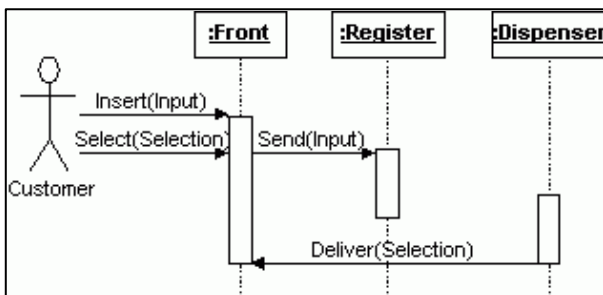 :Front
:Register
:Dispenser
Insert(Input)
Select(Selection)
Send(Input)
Customer
Deliver(Selection)